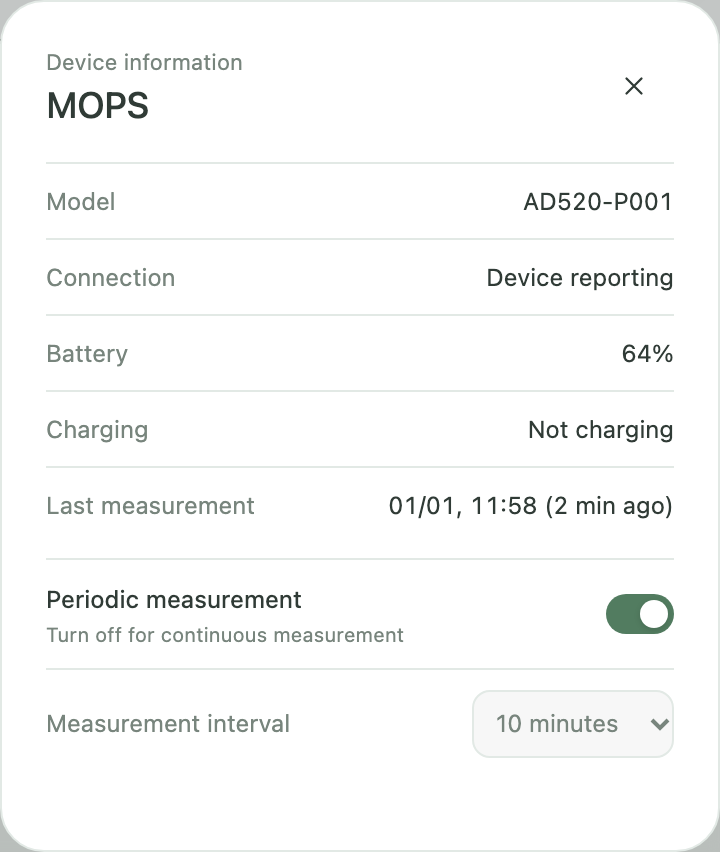 Device information
MOPS
Model AD520-P001
Connection Device reporting
Battery 64%
Charging Not charging
Last measurement 01/01, 11:58 (2 min ago)
Periodic measurement
Turn off for continuous measurement
Measurement interval 10 minutes